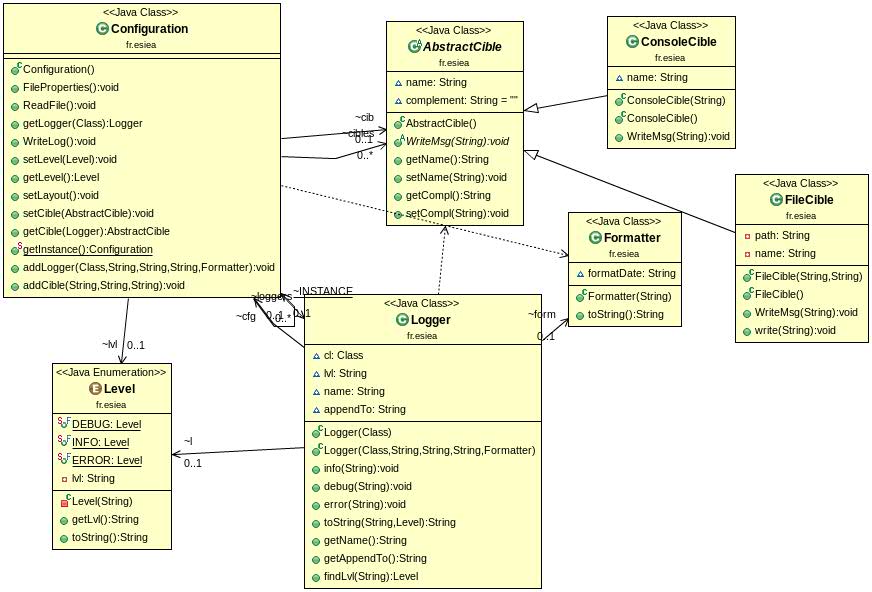 <<Java Class>>
Configuration
fr.esiea
Configuration()
FileProperties():void
ReadFile():void
getLogger(Class):Logger
WriteLog():void
setLevel(Level):void
getLevel():Level
setLayout():void
setCible(AbstractCible):void
getCible(Logger):AbstractCible
getInstance():Configuration
addLogger(Class,String,String,String,Formatter):void
addCible(String,String,String):void
<<Java Class>>
AbstractCible
fr.esiea
name: String
complement: String = ""
AbstractCible()
WriteMsg(String):void
getName():String
setName(String):void
getCompl():String
setCompl(String):void
<<Java Class>>
ConsoleCible
fr.esiea
name: String
ConsoleCible(String)
ConsoleCible()
WriteMsg(String):void
<<Java Class>>
FileCible
fr.esiea
path: String
name: String
FileCible(String,String)
FileCible()
WriteMsg(String):void
write(String):void
<<Java Class>>
Formatter
fr.esiea
formatDate: String
Formatter(String)
toString():String
~cib
0..1
~cibles
0..*
~loggers
0..*
~INSTANCE
0..1
~cfg
0..1
~form
0..1
~lvl
0..1
~l
0..1
<<Java Class>>
Logger
fr.esiea
cl: Class
lvl: String
name: String
appendTo: String
Logger(Class)
Logger(Class,String,String,String,Formatter)
info(String):void
debug(String):void
error(String):void
toString(String,Level):String
getName():String
getAppendTo():String
findLvl(String):Level
<<Java Enumeration>>
Level
fr.esiea
DEBUG: Level
INFO: Level
ERROR: Level
lvl: String
Level(String)
getLvl():String
toString():String